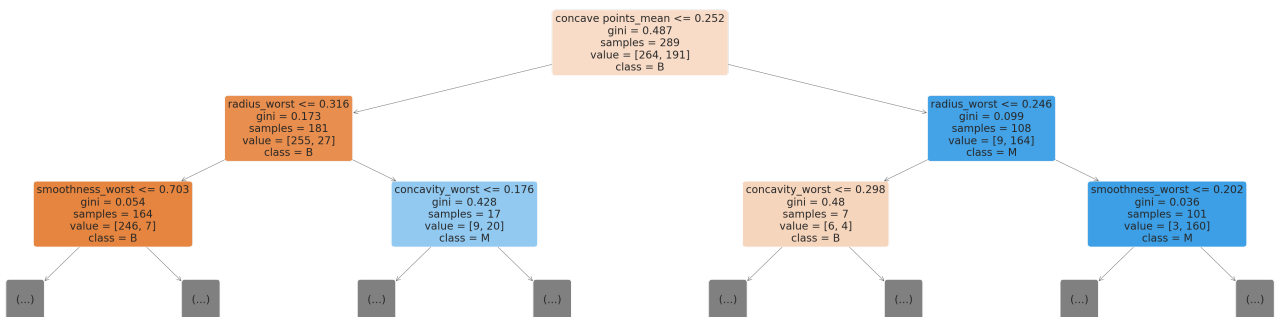 concave points_mean <= 0.252
gini = 0.487
samples = 289
value = [264, 191]
class = B
radius_worst <= 0.316
gini = 0.173
samples = 181
value = [255, 27]
class = B
radius_worst <= 0.246
gini = 0.099
samples = 108
value = [9, 164]
class = M
smoothness_worst <= 0.703
gini = 0.054
samples = 164
value = [246, 7]
class = B
concavity_worst <= 0.176
gini = 0.428
samples = 17
value = [9, 20]
class = M
concavity_worst <= 0.298
gini = 0.48
samples = 7
value = [6, 4]
class = B
smoothness_worst <= 0.202
gini = 0.036
samples = 101
value = [3, 160]
class = M
(...)
(...)
(...)
(...)
(...)
(...)
(...)
(...)